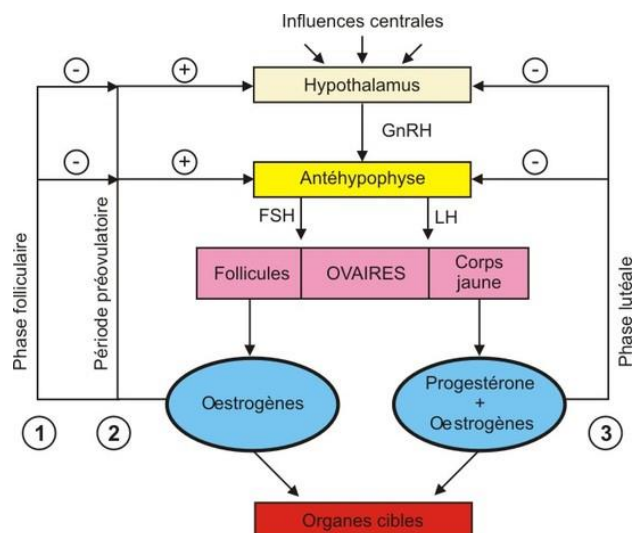 Influences centrales
- + Hypothalamus -
GnRH
- + Antéhypophyse -
FSH LH
Follicules OVAIRES Corps
jaune
Phase folliculaire
Période préovulatoire
Phase lutéale
Oestrogènes
Progestérone
+
Oestrogènes
1 2 3
Organes cibles